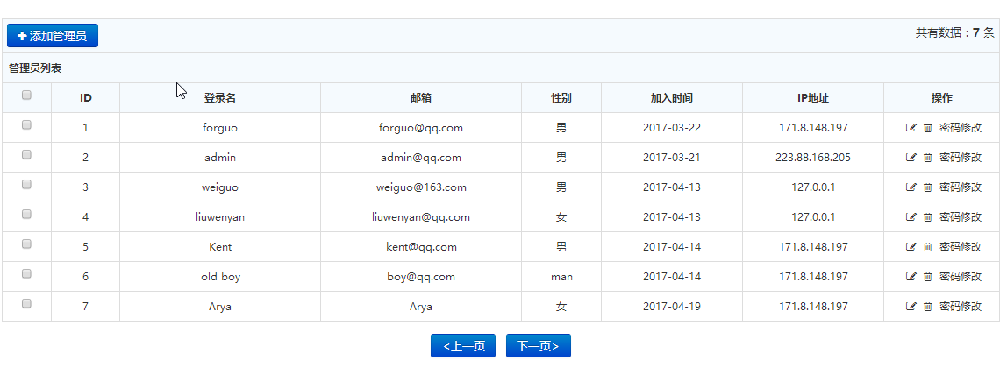 添加管理员 共有数据：7 条
管理员列表
ID 登录名 邮箱 性别 加入时间 IP地址 操作
1 forguo forguo@qq.com 男 2017-03-22 171.8.148.197 密码修改
2 admin admin@qq.com 男 2017-03-21 223.88.168.205 密码修改
3 weiguo weiguo@163.com 男 2017-04-13 127.0.0.1 密码修改
4 liuwenyan liuwenyan@qq.com 女 2017-04-13 127.0.0.1 密码修改
5 Kent kent@qq.com 男 2017-04-14 171.8.148.197 密码修改
6 old boy boy@qq.com man 2017-04-14 171.8.148.197 密码修改
7 Arya Arya 女 2017-04-19 171.8.148.197 密码修改
<上一页 下一页>